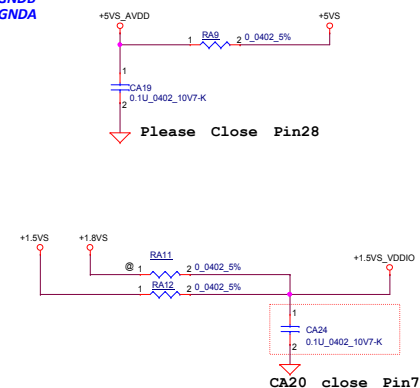 GNDA
+5VS_AVDD +5VS
RA9
1 2 0_0402_5%
1
CA19
0.1U_0402_10V7-K
2
Please Close Pin28
+1.5VS +1.8VS
+1.5VS_VDDIO
RA11
@ 1 2 0_0402_5%
RA12
1 2 0_0402_5%
1
CA24
0.1U_0402_10V7-K
2
CA20 close Pin7